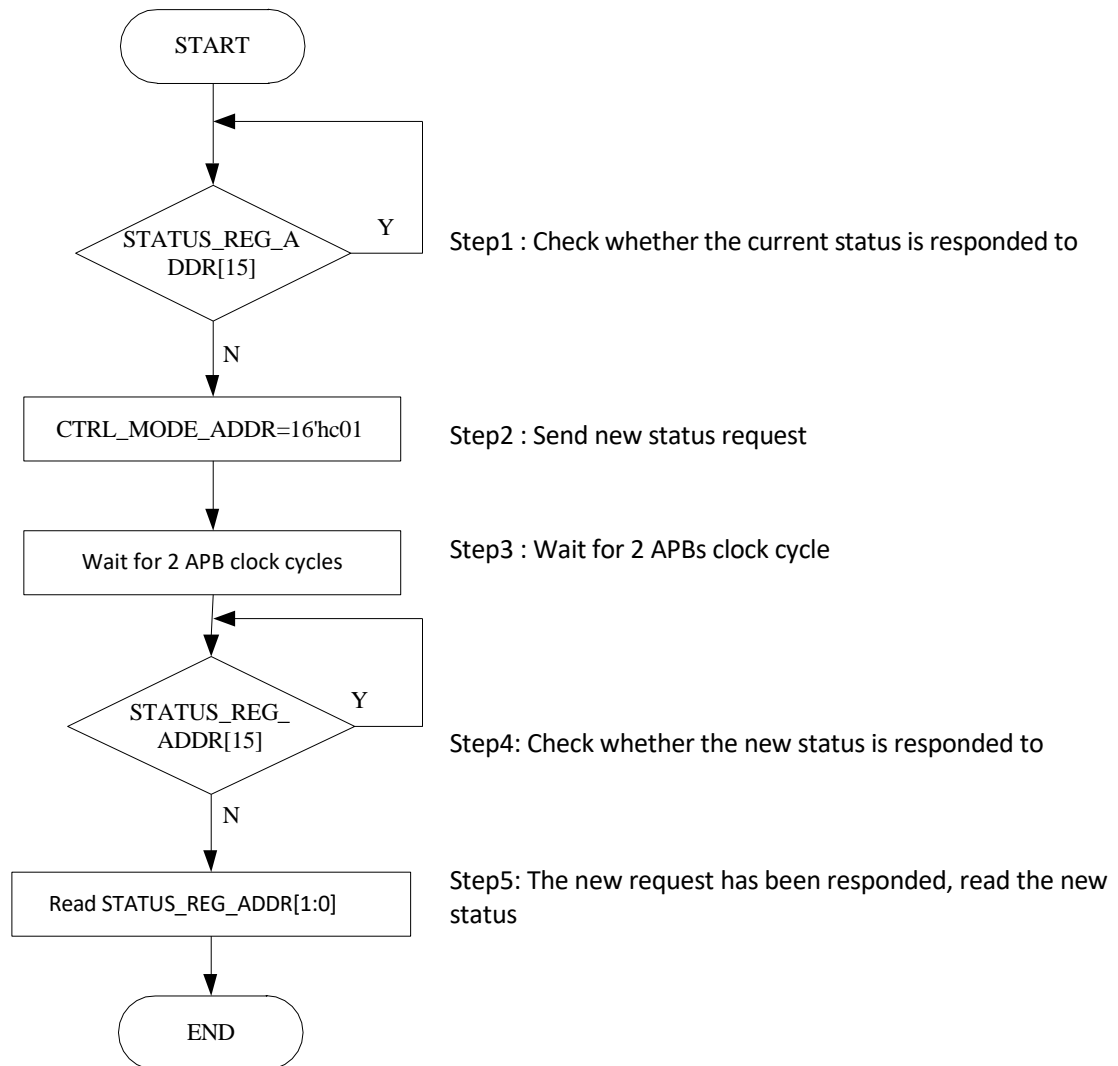 START
STATUS_REG_A
DDR[15]
Y
Step1 : Check whether the current status is responded to
N
CTRL_MODE_ADDR=16'hc01
Step2 : Send new status request
Wait for 2 APB clock cycles
Step3 : Wait for 2 APBs clock cycle
STATUS_REG_
ADDR[15]
Y
Step4: Check whether the new status is responded to
N
Read STATUS_REG_ADDR[1:0]
Step5: The new request has been responded, read the new
status
END